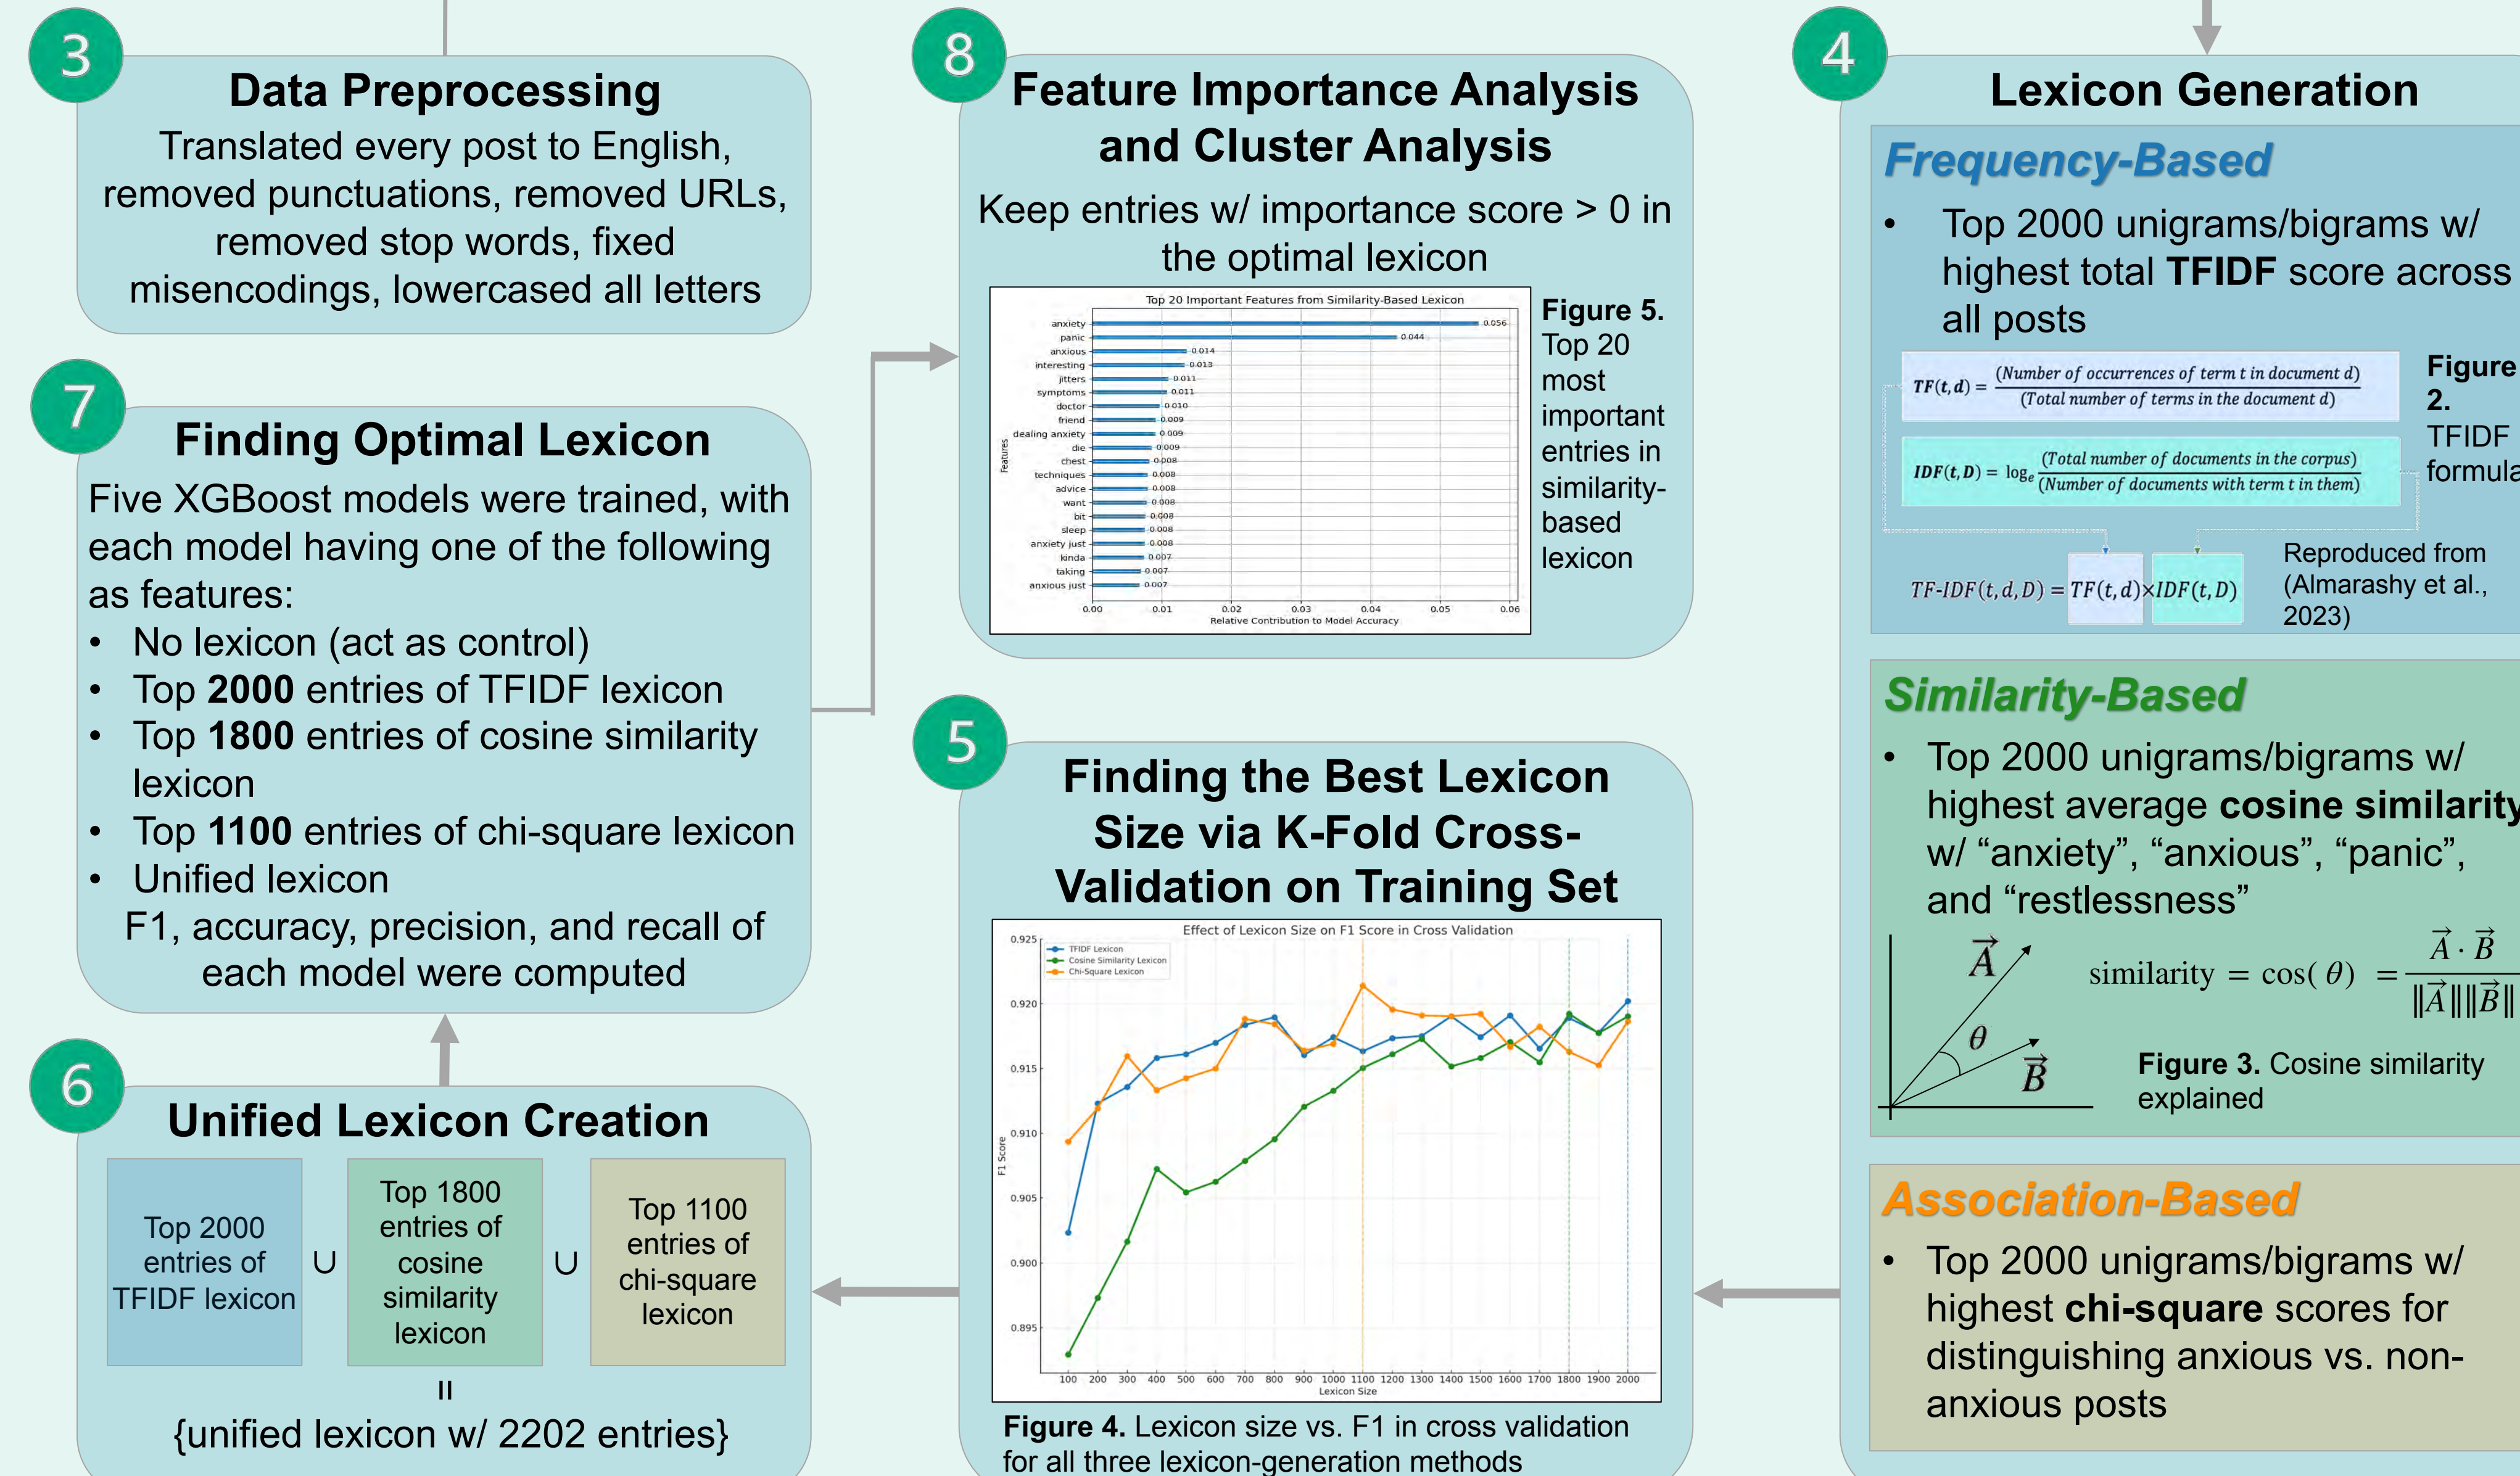 3
Data Preprocessing
Translated every post to English,
removed punctuations, removed URLs,
removed stop words, fixed
misencodings, lowercased all letters
7
Finding Optimal Lexicon
Five XGBoost models were trained, with
each model having one of the following
as features:
• No lexicon (act as control)
• Top 2000 entries of TFIDF lexicon
• Top 1800 entries of cosine similarity
lexicon
• Top 1100 entries of chi-square lexicon
• Unified lexicon
F1, accuracy, precision, and recall of
each model were computed
6
Unified Lexicon Creation
Top 2000
entries of
TFIDF lexicon
∪
Top 1800
entries of
cosine
similarity
lexicon
∪
Top 1100
entries of
chi-square
lexicon
=
{unified lexicon w/ 2202 entries}
8
Feature Importance Analysis
and Cluster Analysis
Keep entries w/ importance score > 0 in
the optimal lexicon
Top 20 Important Features from Similarity-Based Lexicon
Features
anxiety 0.056
panic 0.044
anxious 0.014
interesting 0.013
jitters 0.011
symptoms 0.011
doctor 0.010
friend 0.009
dealing anxiety 0.009
die 0.009
chest 0.008
techniques 0.008
advice 0.008
want 0.008
bit 0.008
sleep 0.008
anxiety just 0.008
kinda 0.007
taking 0.007
anxious just 0.007
0.00 0.01 0.02 0.03 0.04 0.05 0.06
Relative Contribution to Model Accuracy
Figure 5.
Top 20
most
important
entries in
similarity-
based
lexicon
5
Finding the Best Lexicon
Size via K-Fold Cross-
Validation on Training Set
Effect of Lexicon Size on F1 Score in Cross Validation
TFIDF Lexicon
Cosine Similarity Lexicon
Chi-Square Lexicon
F1 Score
0.925
0.920
0.915
0.910
0.905
0.900
0.895
100 200 300 400 500 600 700 800 900 1000 1100 1200 1300 1400 1500 1600 1700 1800 1900 2000
Lexicon Size
Figure 4. Lexicon size vs. F1 in cross validation
for all three lexicon-generation methods
4
Lexicon Generation
Frequency-Based
• Top 2000 unigrams/bigrams w/
highest total TFIDF score across
all posts
TF(t,d) = (Number of occurrences of term t in document d) / (Total number of terms in the document d)
IDF(t,D) = logₑ (Total number of documents in the corpus) / (Number of documents with term t in them)
TF-IDF(t,d,D) = TF(t,d)×IDF(t,D)
Figure
2.
TFIDF
formula
Reproduced from
(Almarashy et al.,
2023)
Similarity-Based
• Top 2000 unigrams/bigrams w/
highest average cosine similarity
w/ “anxiety”, “anxious”, “panic”,
and “restlessness”
A⃗
θ
B⃗
similarity = cos( θ) = A⃗ · B⃗ / ‖A⃗‖‖B⃗‖
Figure 3. Cosine similarity
explained
Association-Based
• Top 2000 unigrams/bigrams w/
highest chi-square scores for
distinguishing anxious vs. non-
anxious posts